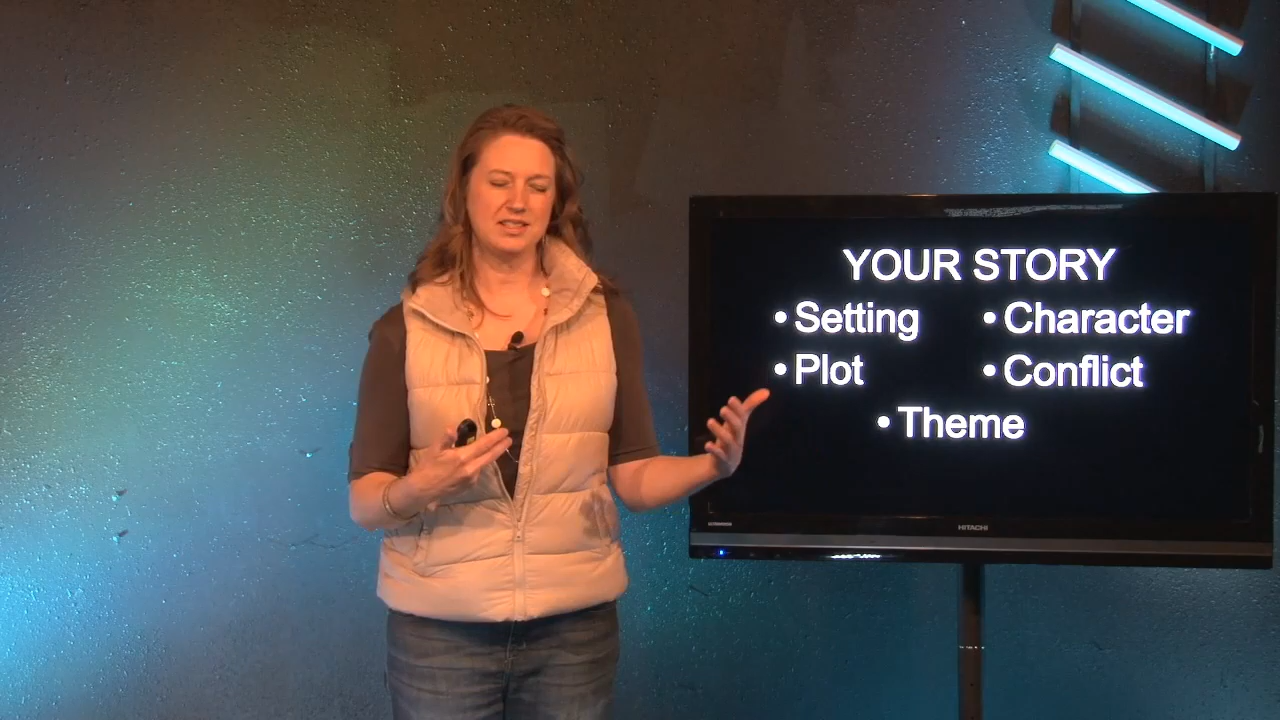 YOUR STORY
• Setting • Character
• Plot • Conflict
• Theme
HITACHI